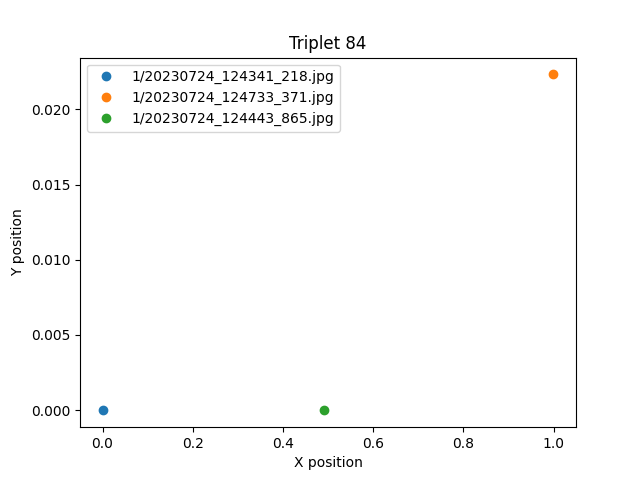 Triplet 84
1/20230724_124341_218.jpg
1/20230724_124733_371.jpg
1/20230724_124443_865.jpg
Y position
0.020
0.015
0.010
0.005
0.000
0.0 0.2 0.4 0.6 0.8 1.0
X position